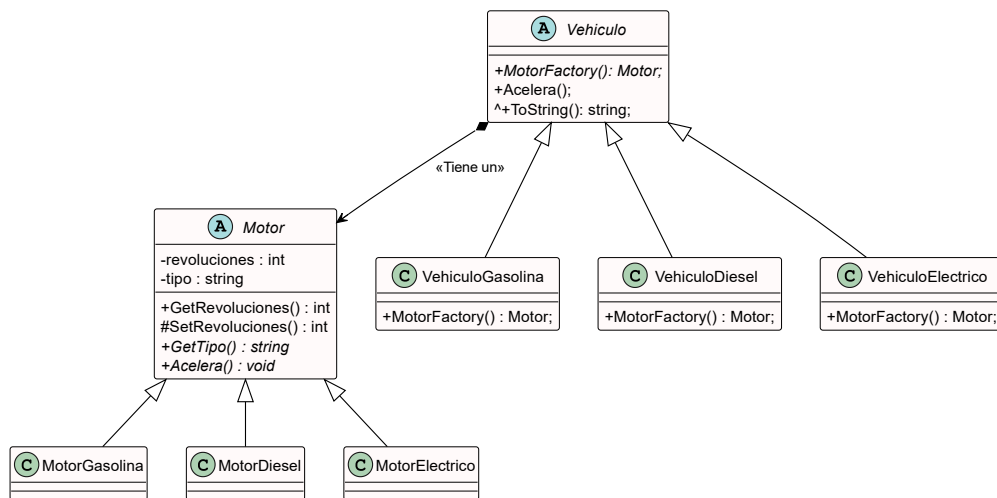 A Vehiculo
+MotorFactory(): Motor;
+Acelera();
^+ToString(): string;
«Tiene un»
A Motor
-revoluciones : int
-tipo : string
+GetRevoluciones() : int
#SetRevoluciones() : int
+GetTipo() : string
+Acelera() : void
C VehiculoGasolina
+MotorFactory() : Motor;
C VehiculoDiesel
+MotorFactory() : Motor;
C VehiculoElectrico
+MotorFactory() : Motor;
C MotorGasolina
C MotorDiesel
C MotorElectrico